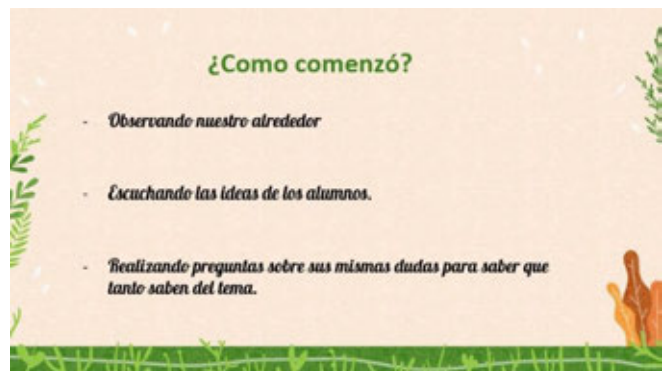 ¿Como comenzó?
- Observando nuestro alrededor
- Escuchando las ideas de los alumnos.
- Realizando preguntas sobre sus mismas dudas para saber que
tanto saben del tema.